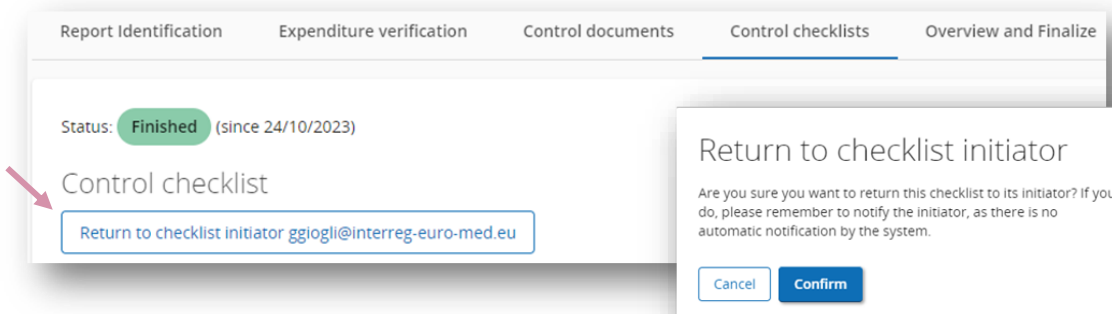 Report Identification Expenditure verification Control documents Control checklists Overview and Finalize
Status: Finished (since 24/10/2023)
Control checklist
Return to checklist initiator ggiogli@interreg-euro-med.eu
Return to checklist initiator
Are you sure you want to return this checklist to its initiator? If you
do, please remember to notify the initiator, as there is no
automatic notification by the system.
Cancel Confirm